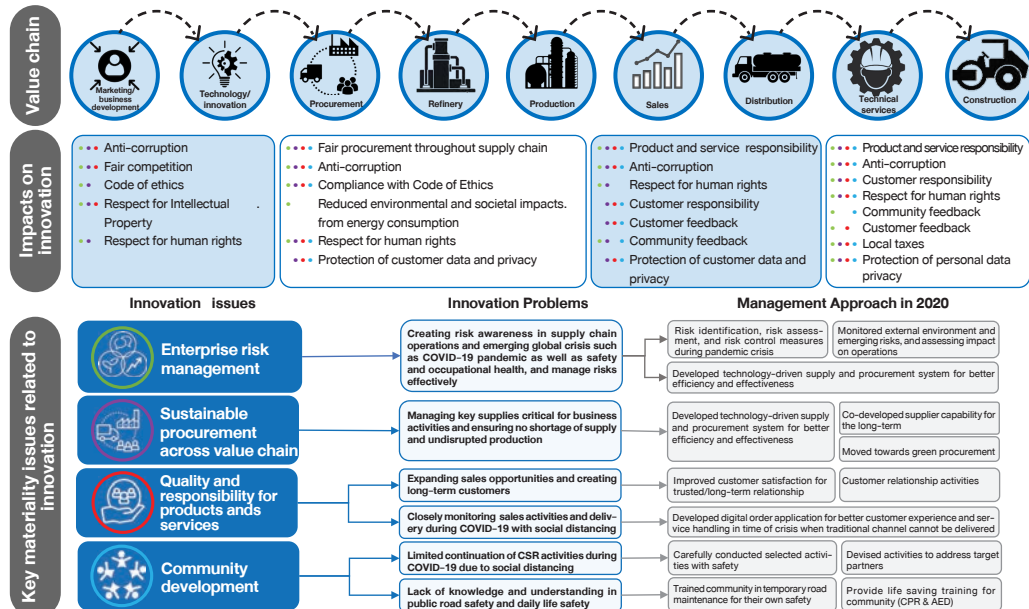 Value chain
Marketing/
business
development
Technology/
innovation
Procurement
Refinery
Production
Sales
Distribution
Technical
services
Construction
Impacts on
innovation
Anti-corruption
Fair competition
Code of ethics
Respect for Intellectual .
Property
Respect for human rights
Fair procurement throughout supply chain
Anti-corruption
Compliance with Code of Ethics
Reduced environmental and societal impacts.
from energy consumption
Respect for human rights
Protection of customer data and privacy
Product and service responsibility
Anti-corruption
Respect for human rights
Customer responsibility
Customer feedback
Community feedback
Protection of customer data and
privacy
Product and service responsibility
Anti-corruption
Customer responsibility
Respect for human rights
Community feedback
Customer feedback
Local taxes
Protection of personal data
privacy
Key materiality issues related to
innovation
Innovation issues
Innovation Problems
Management Approach in 2020
Enterprise risk
management
Creating risk awareness in supply chain
operations and emerging global crisis such
as COVID-19 pandemic as well as safety
and occupational health, and manage risks
effectively
Risk identification, risk assess-
ment, and risk control measures
during pandemic crisis
Monitored external environment and
emerging risks, and assessing impact
on operations
Developed technology-driven supply and procurement system for better
efficiency and effectiveness
Sustainable
procurement
across value chain
Managing key supplies critical for business
activities and ensuring no shortage of supply
and undisrupted production
Developed technology-driven supply
and procurement system for better
efficiency and effectiveness
Co-developed supplier capability for
the long-term
Moved towards green procurement
Quality and
responsibility for
products and
services
Expanding sales opportunities and creating
long-term customers
Improved customer satisfaction for
trusted/long-term relationship
Customer relationship activities
Closely monitoring sales activities and deliv-
ery during COVID-19 with social distancing
Developed digital order application for better customer experience and ser-
vice handling in time of crisis when traditional channel cannot be delivered
Community
development
Limited continuation of CSR activities during
COVID-19 due to social distancing
Carefully conducted selected activi-
ties with safety
Devised activities to address target
partners
Lack of knowledge and understanding in
public road safety and daily life safety
Trained community in temporary road
maintenance for their own safety
Provide life saving training for
community (CPR & AED)